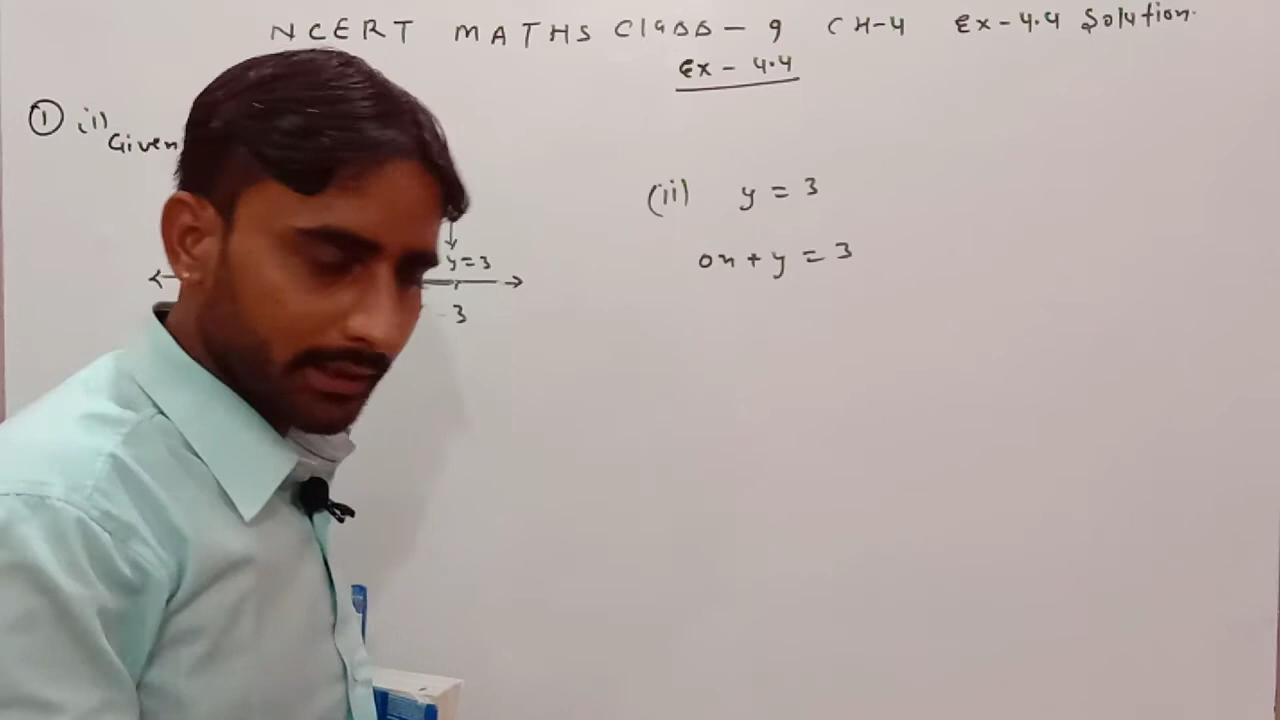 NCERT MATHS Class - 9 CH-4 Ex - 4.4 Solution.
Ex - 4.4
① (i)
Given
y = 3
3
(ii) y = 3
0x + y = 3